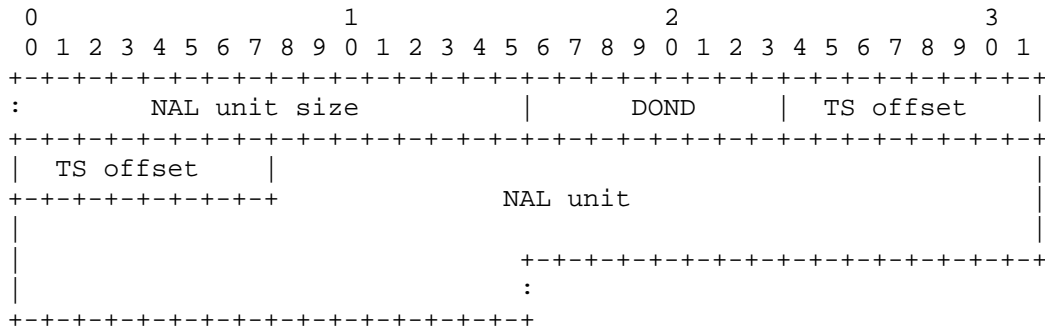 0                   1                   2                   3
 0 1 2 3 4 5 6 7 8 9 0 1 2 3 4 5 6 7 8 9 0 1 2 3 4 5 6 7 8 9 0 1
+-+-+-+-+-+-+-+-+-+-+-+-+-+-+-+-+-+-+-+-+-+-+-+-+-+-+-+-+-+-+-+-+
:        NAL unit size          |      DOND     |  TS offset    |
+-+-+-+-+-+-+-+-+-+-+-+-+-+-+-+-+-+-+-+-+-+-+-+-+-+-+-+-+-+-+-+-+
|  TS offset    |                                               |
+-+-+-+-+-+-+-+-+              NAL unit                         |
|                                                               |
|                               +-+-+-+-+-+-+-+-+-+-+-+-+-+-+-+-+
|                               :
+-+-+-+-+-+-+-+-+-+-+-+-+-+-+-+-+